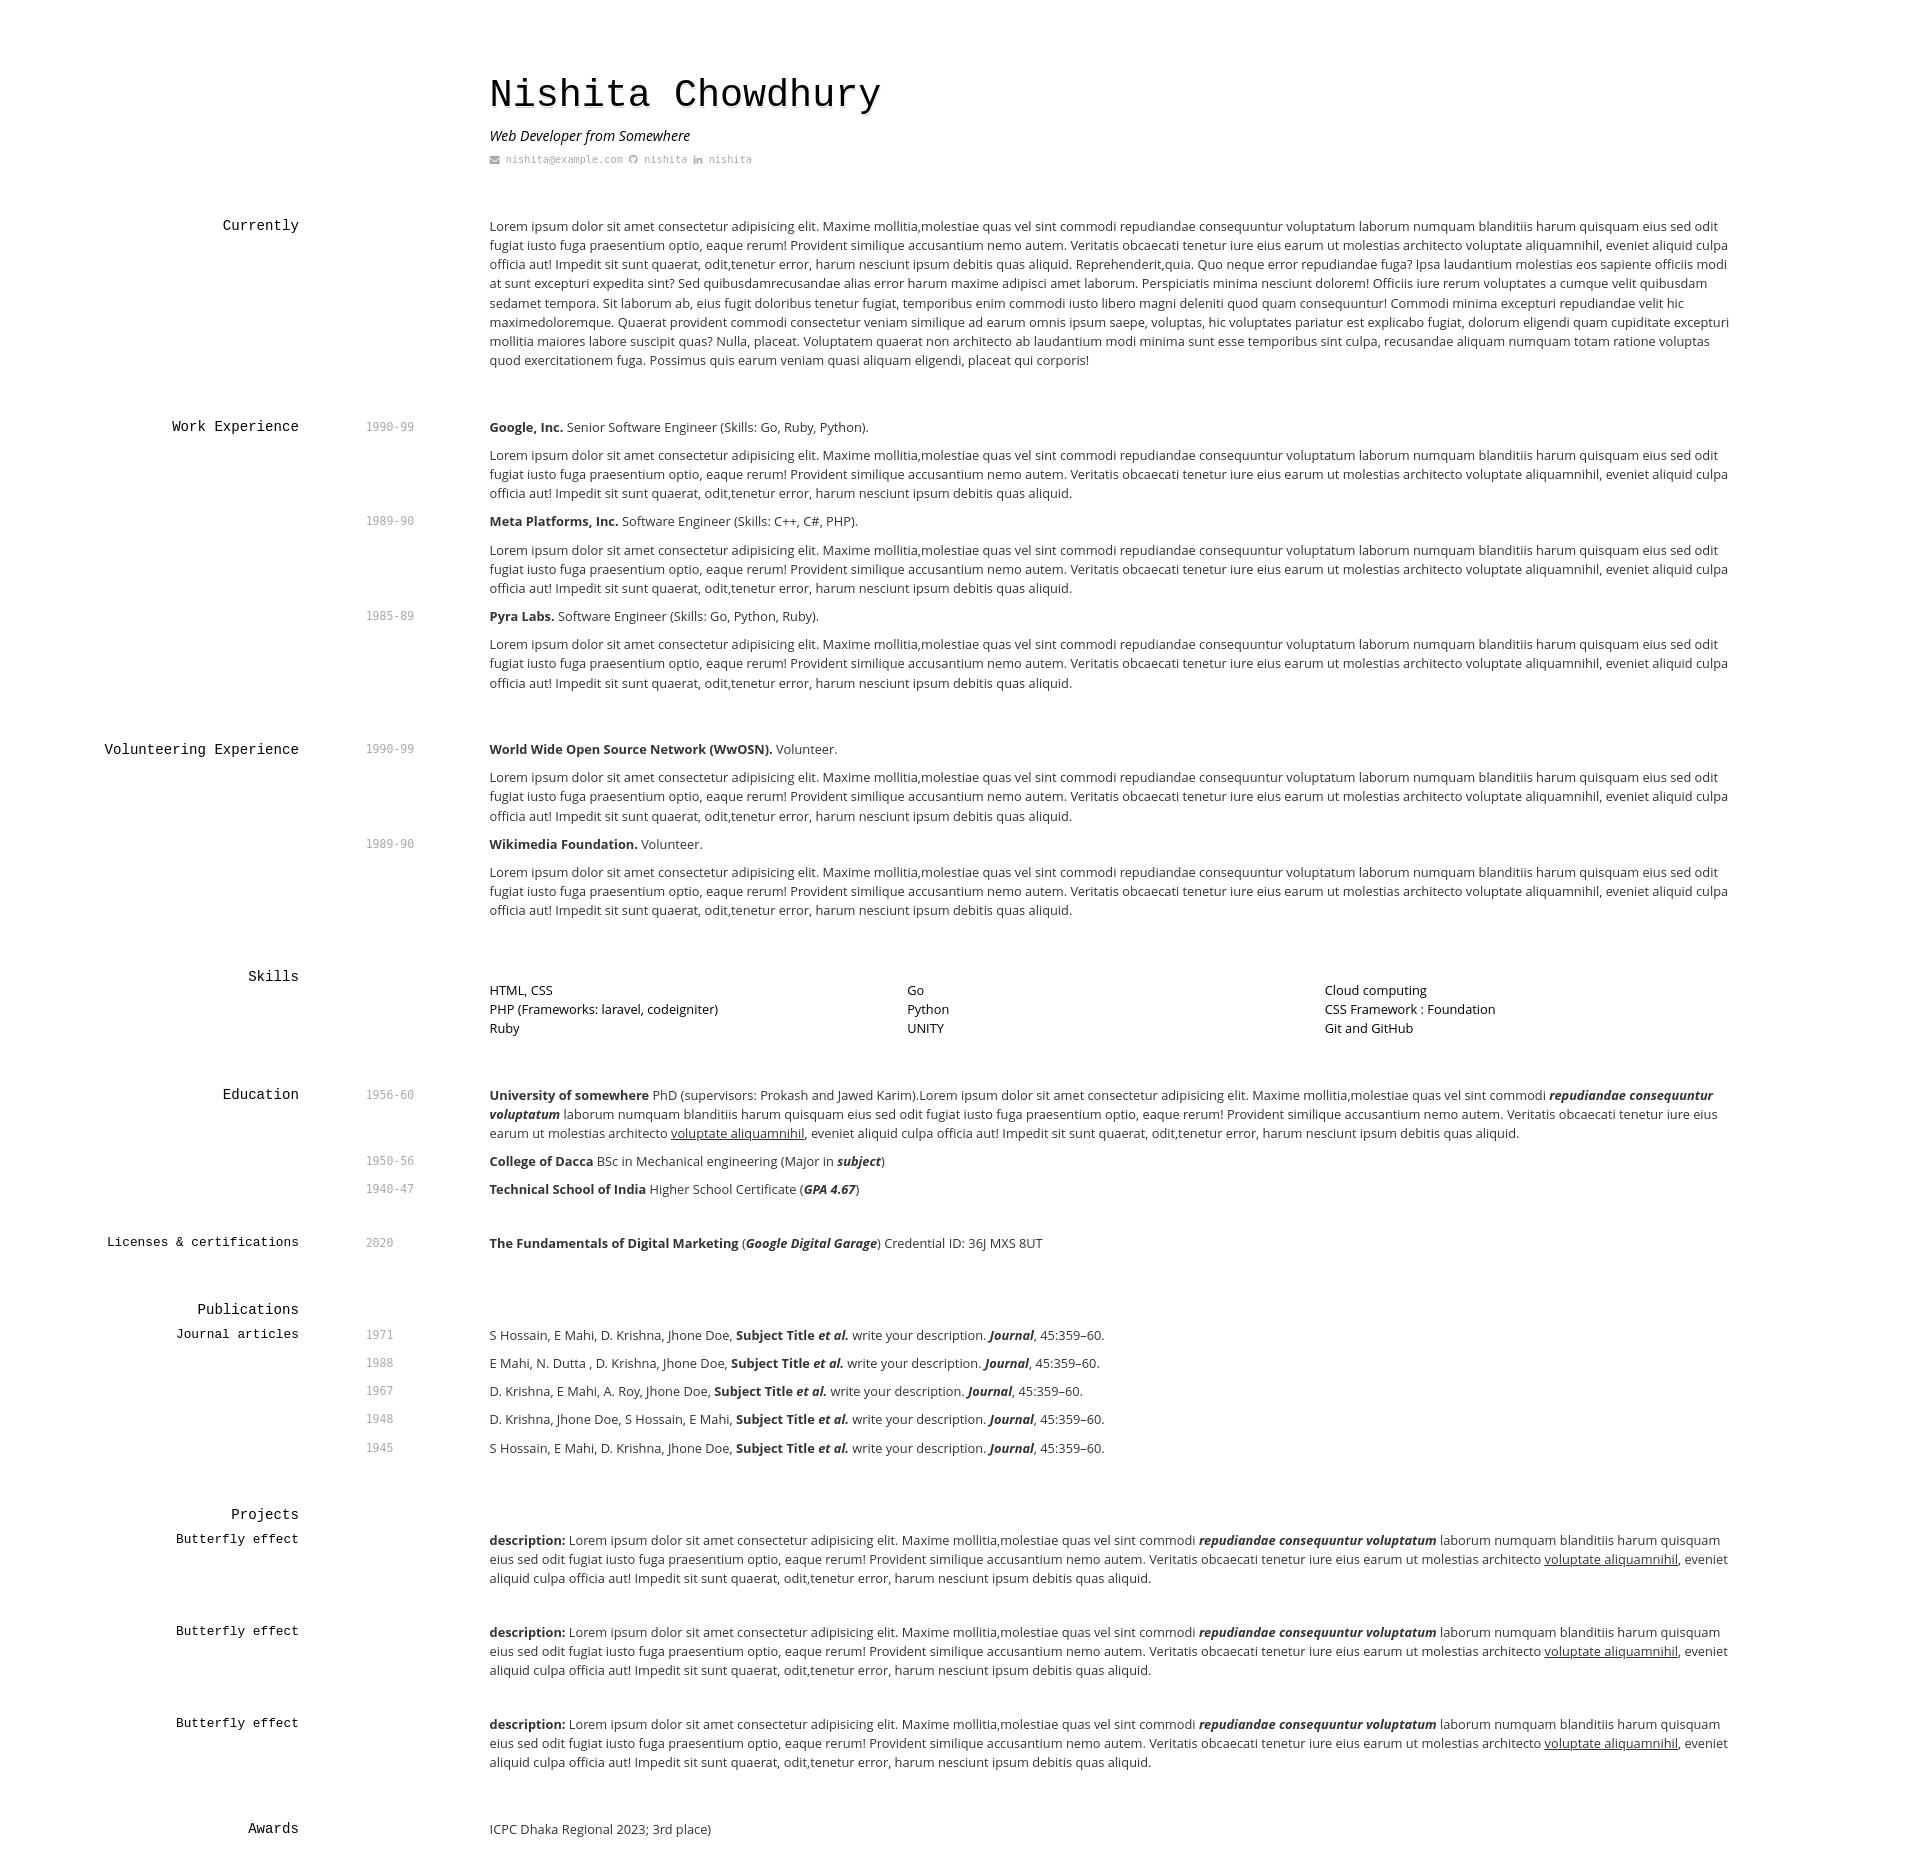 Nishita Chowdhury
Web Developer from Somewhere
nishita@example.com nishita nishita
Currently
Lorem ipsum dolor sit amet consectetur adipisicing elit. Maxime mollitia,molestiae quas vel sint commodi repudiandae consequuntur voluptatum laborum numquam blanditiis harum quisquam eius sed odit
fugiat iusto fuga praesentium optio, eaque rerum! Provident similique accusantium nemo autem. Veritatis obcaecati tenetur iure eius earum ut molestias architecto voluptate aliquamnihil, eveniet aliquid culpa
officia aut! Impedit sit sunt quaerat, odit,tenetur error, harum nesciunt ipsum debitis quas aliquid. Reprehenderit,quia. Quo neque error repudiandae fuga? Ipsa laudantium molestias eos sapiente officiis modi
at sunt excepturi expedita sint? Sed quibusdamrecusandae alias error harum maxime adipisci amet laborum. Perspiciatis minima nesciunt dolorem! Officiis iure rerum voluptates a cumque velit quibusdam
sedamet tempora. Sit laborum ab, eius fugit doloribus tenetur fugiat, temporibus enim commodi iusto libero magni deleniti quod quam consequuntur! Commodi minima excepturi repudiandae velit hic
maximedoloremque. Quaerat provident commodi consectetur veniam similique ad earum omnis ipsum saepe, voluptas, hic voluptates pariatur est explicabo fugiat, dolorum eligendi quam cupiditate excepturi
mollitia maiores labore suscipit quas? Nulla, placeat. Voluptatem quaerat non architecto ab laudantium modi minima sunt esse temporibus sint culpa, recusandae aliquam numquam totam ratione voluptas
quod exercitationem fuga. Possimus quis earum veniam quasi aliquam eligendi, placeat qui corporis!
Work Experience 1990-99 Google, Inc. Senior Software Engineer (Skills: Go, Ruby, Python).
Lorem ipsum dolor sit amet consectetur adipisicing elit. Maxime mollitia,molestiae quas vel sint commodi repudiandae consequuntur voluptatum laborum numquam blanditiis harum quisquam eius sed odit
fugiat iusto fuga praesentium optio, eaque rerum! Provident similique accusantium nemo autem. Veritatis obcaecati tenetur iure eius earum ut molestias architecto voluptate aliquamnihil, eveniet aliquid culpa
officia aut! Impedit sit sunt quaerat, odit,tenetur error, harum nesciunt ipsum debitis quas aliquid.
1989-90 Meta Platforms, Inc. Software Engineer (Skills: C++, C#, PHP).
Lorem ipsum dolor sit amet consectetur adipisicing elit. Maxime mollitia,molestiae quas vel sint commodi repudiandae consequuntur voluptatum laborum numquam blanditiis harum quisquam eius sed odit
fugiat iusto fuga praesentium optio, eaque rerum! Provident similique accusantium nemo autem. Veritatis obcaecati tenetur iure eius earum ut molestias architecto voluptate aliquamnihil, eveniet aliquid culpa
officia aut! Impedit sit sunt quaerat, odit,tenetur error, harum nesciunt ipsum debitis quas aliquid.
1985-89 Pyra Labs. Software Engineer (Skills: Go, Python, Ruby).
Lorem ipsum dolor sit amet consectetur adipisicing elit. Maxime mollitia,molestiae quas vel sint commodi repudiandae consequuntur voluptatum laborum numquam blanditiis harum quisquam eius sed odit
fugiat iusto fuga praesentium optio, eaque rerum! Provident similique accusantium nemo autem. Veritatis obcaecati tenetur iure eius earum ut molestias architecto voluptate aliquamnihil, eveniet aliquid culpa
officia aut! Impedit sit sunt quaerat, odit,tenetur error, harum nesciunt ipsum debitis quas aliquid.
Volunteering Experience 1990-99 World Wide Open Source Network (WwOSN). Volunteer.
Lorem ipsum dolor sit amet consectetur adipisicing elit. Maxime mollitia,molestiae quas vel sint commodi repudiandae consequuntur voluptatum laborum numquam blanditiis harum quisquam eius sed odit
fugiat iusto fuga praesentium optio, eaque rerum! Provident similique accusantium nemo autem. Veritatis obcaecati tenetur iure eius earum ut molestias architecto voluptate aliquamnihil, eveniet aliquid culpa
officia aut! Impedit sit sunt quaerat, odit,tenetur error, harum nesciunt ipsum debitis quas aliquid.
1989-90 Wikimedia Foundation. Volunteer.
Lorem ipsum dolor sit amet consectetur adipisicing elit. Maxime mollitia,molestiae quas vel sint commodi repudiandae consequuntur voluptatum laborum numquam blanditiis harum quisquam eius sed odit
fugiat iusto fuga praesentium optio, eaque rerum! Provident similique accusantium nemo autem. Veritatis obcaecati tenetur iure eius earum ut molestias architecto voluptate aliquamnihil, eveniet aliquid culpa
officia aut! Impedit sit sunt quaerat, odit,tenetur error, harum nesciunt ipsum debitis quas aliquid.
Skills
HTML, CSS Go Cloud computing
PHP (Frameworks: laravel, codeigniter) Python CSS Framework : Foundation
Ruby UNITY Git and GitHub
Education 1956-60 University of somewhere PhD (supervisors: Prokash and Jawed Karim).Lorem ipsum dolor sit amet consectetur adipisicing elit. Maxime mollitia,molestiae quas vel sint commodi repudiandae consequuntur
voluptatum laborum numquam blanditiis harum quisquam eius sed odit fugiat iusto fuga praesentium optio, eaque rerum! Provident similique accusantium nemo autem. Veritatis obcaecati tenetur iure eius
earum ut molestias architecto voluptate aliquamnihil, eveniet aliquid culpa officia aut! Impedit sit sunt quaerat, odit,tenetur error, harum nesciunt ipsum debitis quas aliquid.
1950-56 College of Dacca BSc in Mechanical engineering (Major in subject)
1940-47 Technical School of India Higher School Certificate (GPA 4.67)
Licenses & certifications 2020 The Fundamentals of Digital Marketing (Google Digital Garage) Credential ID: 36J MXS 8UT
Publications
Journal articles 1971 S Hossain, E Mahi, D. Krishna, Jhone Doe, Subject Title et al. write your description. Journal, 45:359–60.
1988 E Mahi, N. Dutta , D. Krishna, Jhone Doe, Subject Title et al. write your description. Journal, 45:359–60.
1967 D. Krishna, E Mahi, A. Roy, Jhone Doe, Subject Title et al. write your description. Journal, 45:359–60.
1948 D. Krishna, Jhone Doe, S Hossain, E Mahi, Subject Title et al. write your description. Journal, 45:359–60.
1945 S Hossain, E Mahi, D. Krishna, Jhone Doe, Subject Title et al. write your description. Journal, 45:359–60.
Projects
Butterfly effect description: Lorem ipsum dolor sit amet consectetur adipisicing elit. Maxime mollitia,molestiae quas vel sint commodi repudiandae consequuntur voluptatum laborum numquam blanditiis harum quisquam
eius sed odit fugiat iusto fuga praesentium optio, eaque rerum! Provident similique accusantium nemo autem. Veritatis obcaecati tenetur iure eius earum ut molestias architecto voluptate aliquamnihil, eveniet
aliquid culpa officia aut! Impedit sit sunt quaerat, odit,tenetur error, harum nesciunt ipsum debitis quas aliquid.
Butterfly effect description: Lorem ipsum dolor sit amet consectetur adipisicing elit. Maxime mollitia,molestiae quas vel sint commodi repudiandae consequuntur voluptatum laborum numquam blanditiis harum quisquam
eius sed odit fugiat iusto fuga praesentium optio, eaque rerum! Provident similique accusantium nemo autem. Veritatis obcaecati tenetur iure eius earum ut molestias architecto voluptate aliquamnihil, eveniet
aliquid culpa officia aut! Impedit sit sunt quaerat, odit,tenetur error, harum nesciunt ipsum debitis quas aliquid.
Butterfly effect description: Lorem ipsum dolor sit amet consectetur adipisicing elit. Maxime mollitia,molestiae quas vel sint commodi repudiandae consequuntur voluptatum laborum numquam blanditiis harum quisquam
eius sed odit fugiat iusto fuga praesentium optio, eaque rerum! Provident similique accusantium nemo autem. Veritatis obcaecati tenetur iure eius earum ut molestias architecto voluptate aliquamnihil, eveniet
aliquid culpa officia aut! Impedit sit sunt quaerat, odit,tenetur error, harum nesciunt ipsum debitis quas aliquid.
Awards ICPC Dhaka Regional 2023; 3rd place)